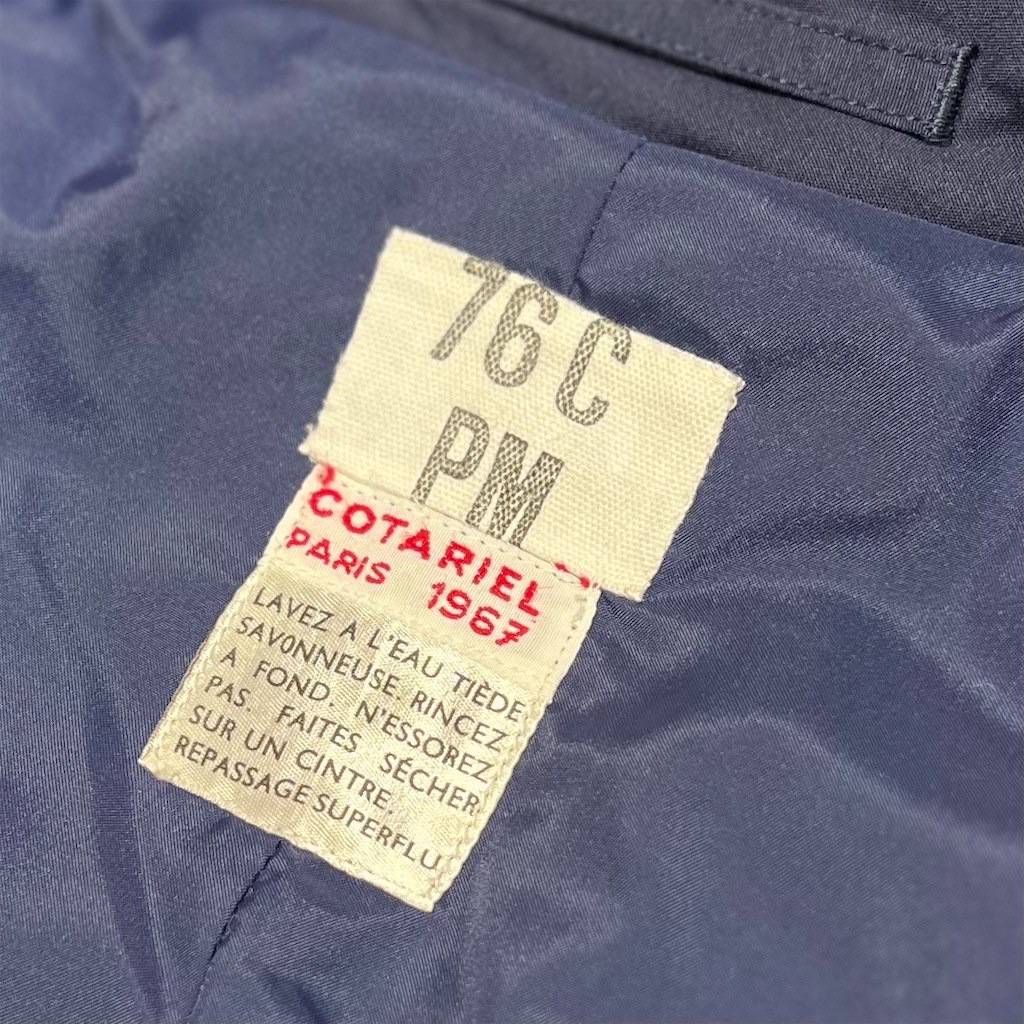 76 C
PM
COTARIEL
PARIS 1967
LAVEZ A L'EAU TIÈDE
SAVONNEUSE. RINCEZ
A FOND. N'ESSOREZ
PAS. FAITES SÉCHER
SUR UN CINTRE.
REPASSAGE SUPERFLU